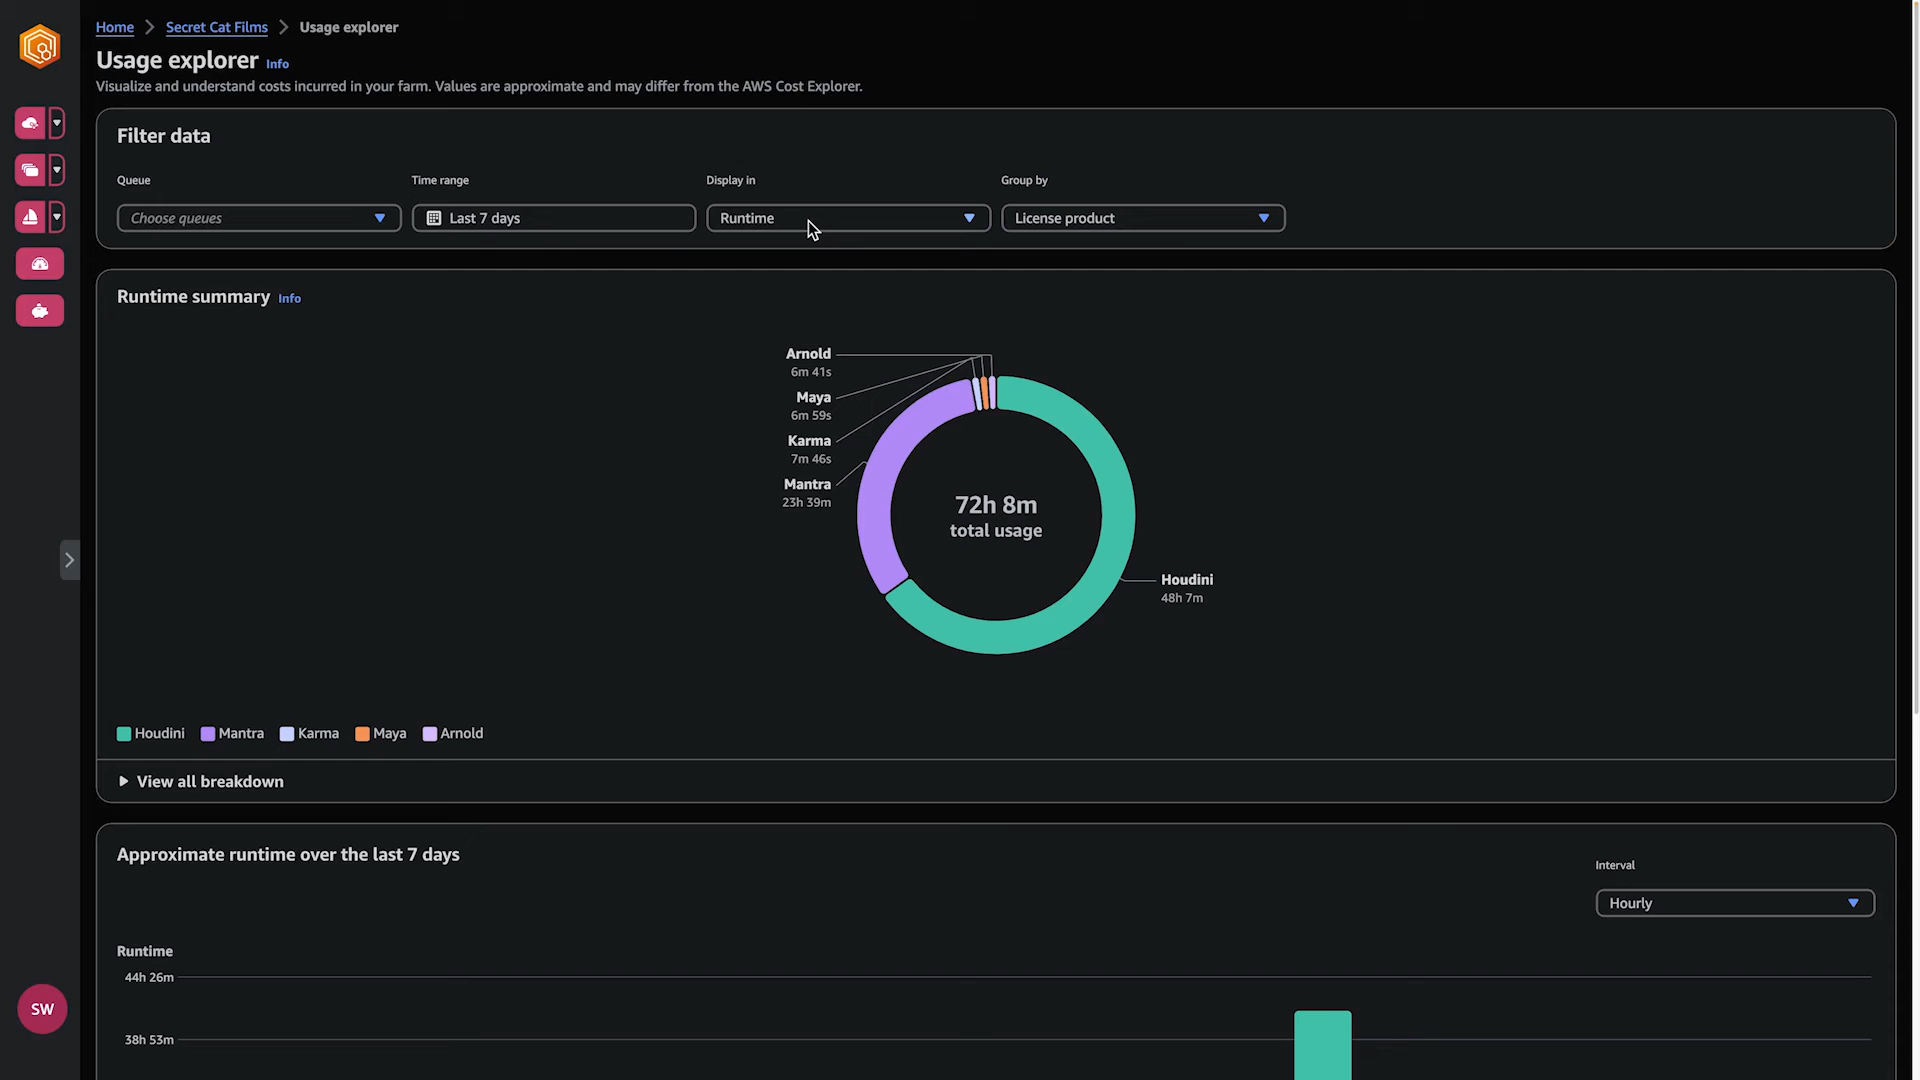 Home > Secret Cat Films > Usage explorer
Usage explorer Info
Visualize and understand costs incurred in your farm. Values are approximate and may differ from the AWS Cost Explorer.
Filter data
Queue Time range Display in Group by
Choose queues Last 7 days Runtime License product
Runtime summary Info
Arnold
6m 41s
Maya
6m 59s
Karma
7m 46s
Mantra
23h 39m
72h 8m
total usage
Houdini
48h 7m
Houdini Mantra Karma Maya Arnold
View all breakdown
Approximate runtime over the last 7 days
Interval
Hourly
Runtime
44h 26m
38h 53m
SW